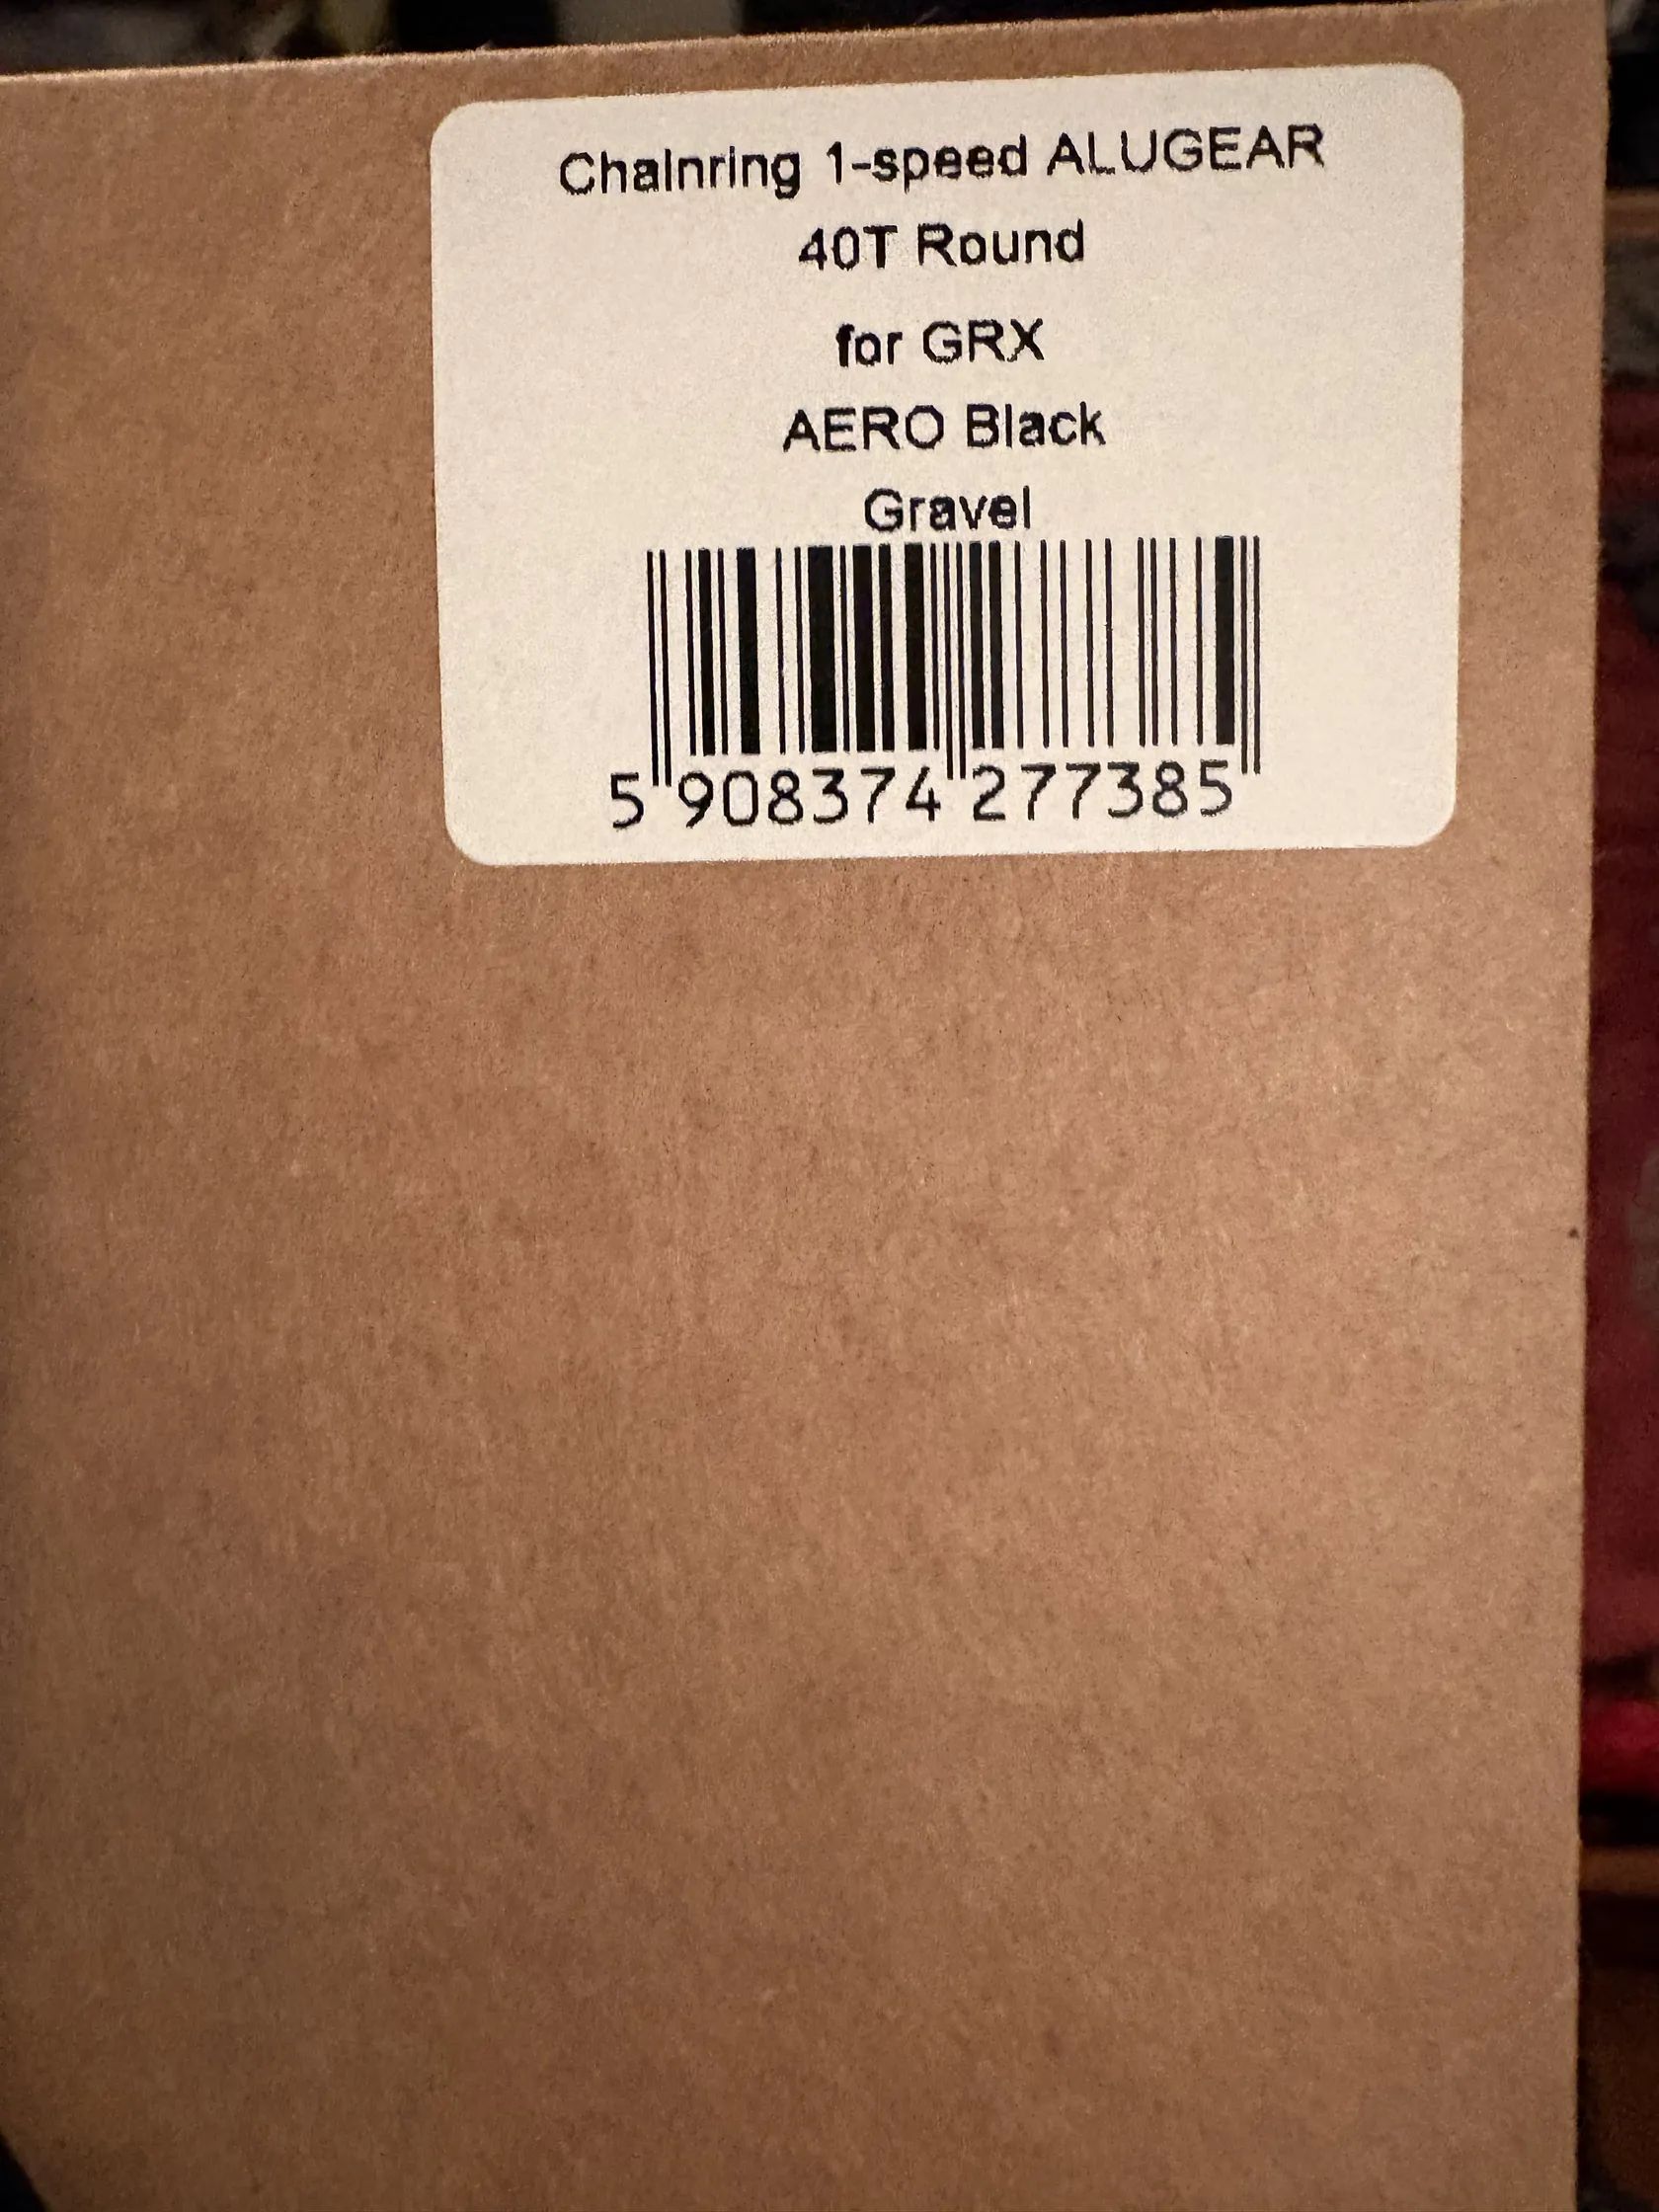 Chainring 1-speed ALUGEAR
40T Round
for GRX
AERO Black
Gravel
5 908374 277385